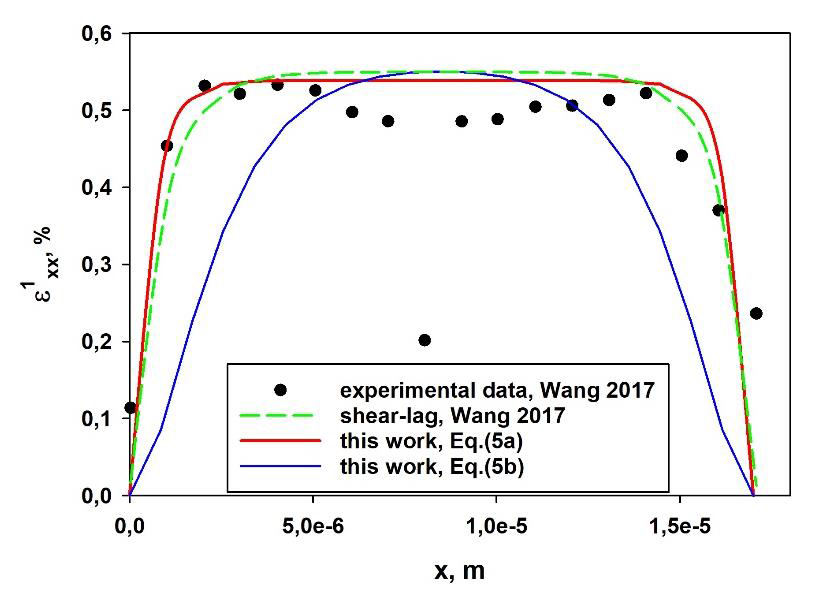 0,6
0,5
0,4
0,3
0,2
0,1
0,0
ε¹xx, %
experimental data, Wang 2017
shear-lag, Wang 2017
this work, Eq.(5a)
this work, Eq.(5b)
0,0 5,0e-6 1,0e-5 1,5e-5
x, m